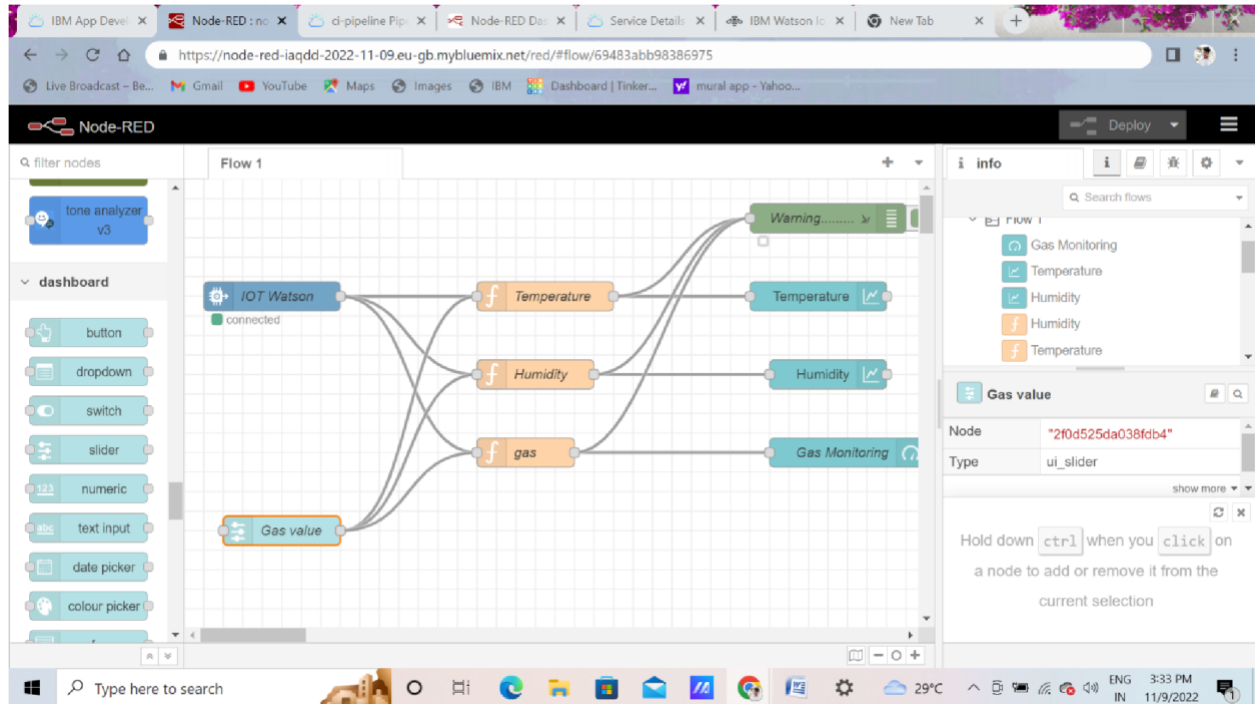 IBM App Devel
Node-RED : no
ci-pipeline Pip
Node-RED Das
Service Details
IBM Watson Io
New Tab
https://node-red-iaqdd-2022-11-09.eu-gb.mybluemix.net/red/#flow/69483abb98386975
Live Broadcast – Be...
Gmail
YouTube
Maps
Images
IBM
Dashboard | Tinker...
mural app - Yahoo...
Node-RED
Deploy
filter nodes
Flow 1
i info
i
Search flows
tone analyzer
v3
dashboard
button
dropdown
switch
slider
123 numeric
abc text input
date picker
colour picker
Warning.........
IOT Watson
connected
f Temperature
Temperature
f Humidity
Humidity
f gas
Gas Monitoring
Gas value
Flow 1
Gas Monitoring
Temperature
Humidity
f Humidity
f Temperature
Gas value
Node "2f0d525da038fdb4"
Type ui_slider
show more
Hold down ctrl when you click on
a node to add or remove it from the
current selection
Type here to search
29°C
ENG
IN
3:33 PM
11/9/2022
1